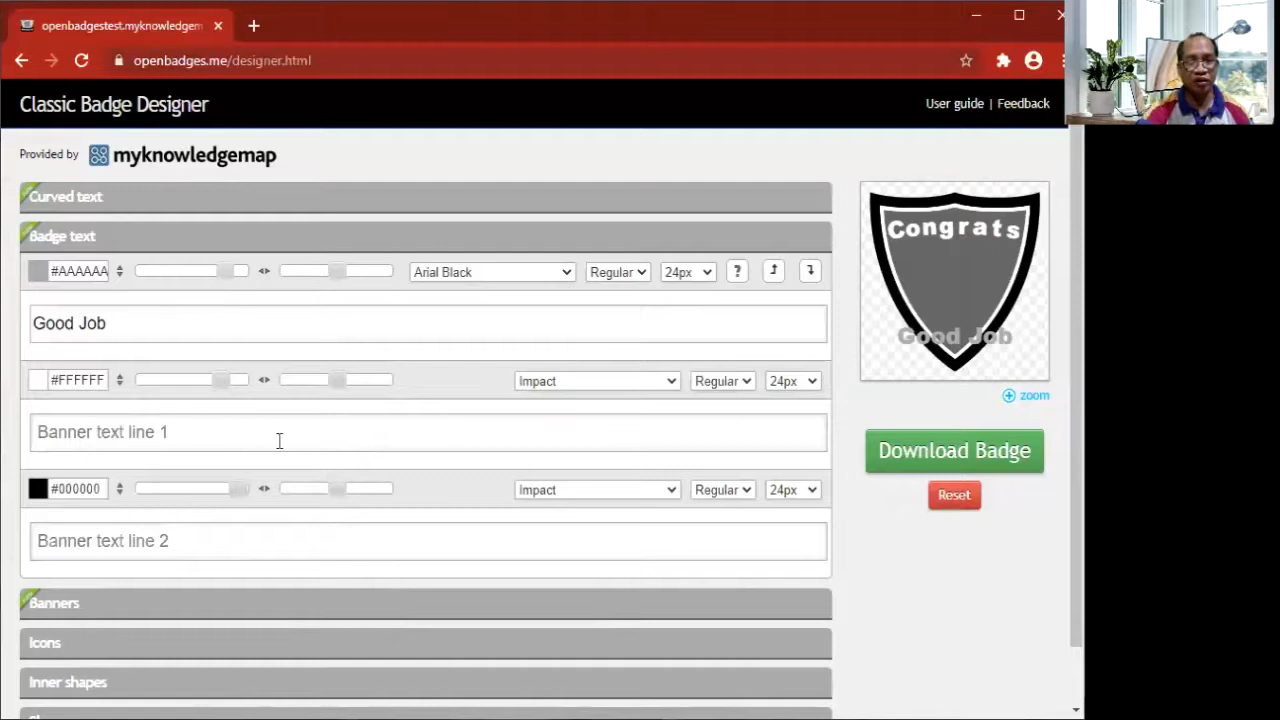 openbadgestest.myknowledgem
openbadges.me/designer.html
Classic Badge Designer
User guide | Feedback
Provided by myknowledgemap
Curved text
Badge text
#AAAAAA Arial Black Regular 24px ?
Good Job
#FFFFFF Impact Regular 24px
Banner text line 1
#000000 Impact Regular 24px
Banner text line 2
Banners
Icons
Inner shapes
Congrats
Good Job
zoom
Download Badge
Reset